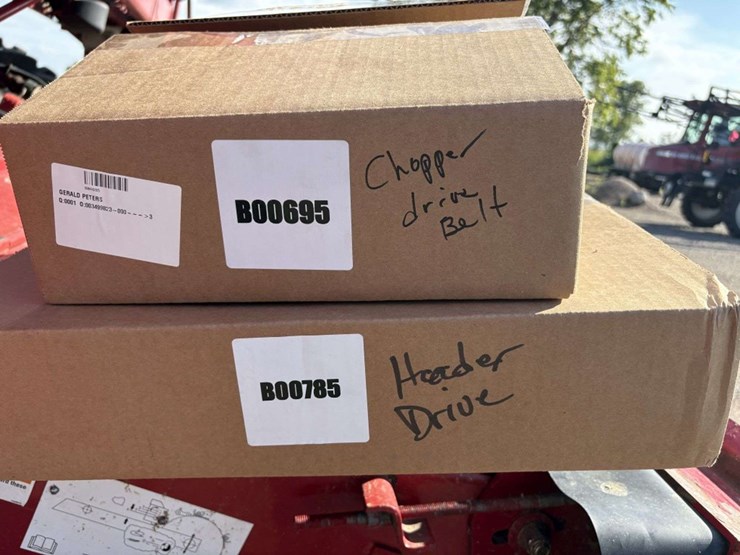 GERALD PETERS
B00695
Chopper
drive
Belt
B00785
Header
Drive